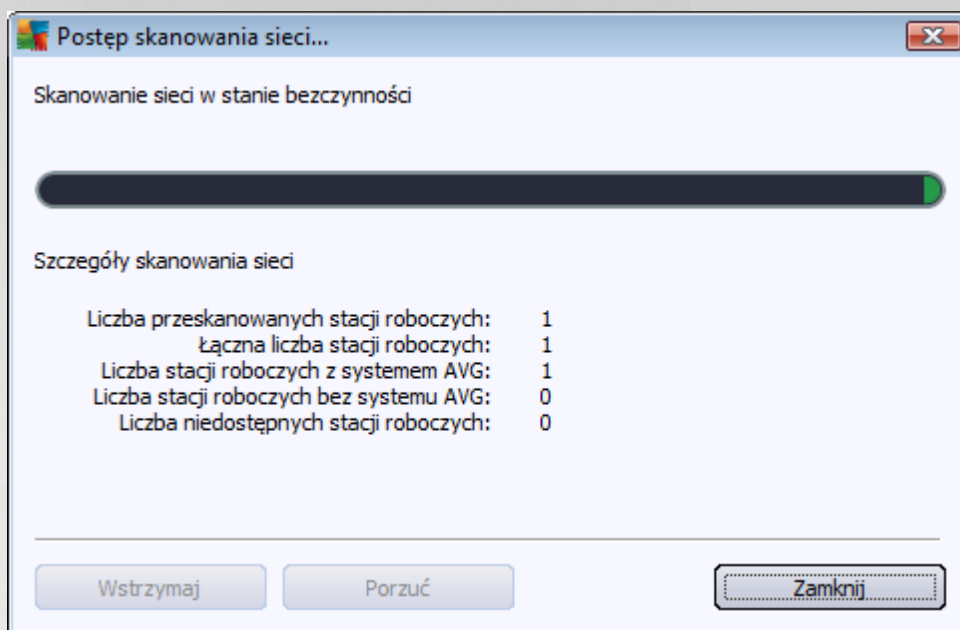 Postęp skanowania sieci...
Skanowanie sieci w stanie bezczynności
Szczegóły skanowania sieci
Liczba przeskanowanych stacji roboczych: 1
Łączna liczba stacji roboczych: 1
Liczba stacji roboczych z systemem AVG: 1
Liczba stacji roboczych bez systemu AVG: 0
Liczba niedostępnych stacji roboczych: 0
Wstrzymaj Porzuć Zamknij